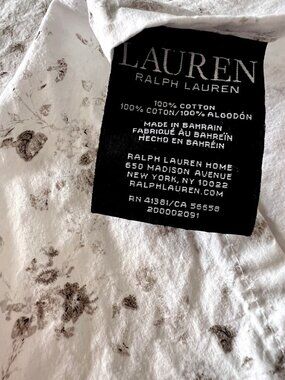 LAUREN
RALPH LAUREN
100% COTTON
100% COTON/100% ALGODÓN
MADE IN BAHRAIN
FABRIQUÉ AU BAHREÏN
HECHO EN BAHRÉIN
RALPH LAUREN HOME
650 MADISON AVENUE
NEW YORK, NY 10022
RALPHLAUREN.COM
RN 41381/CA 56658
200002091